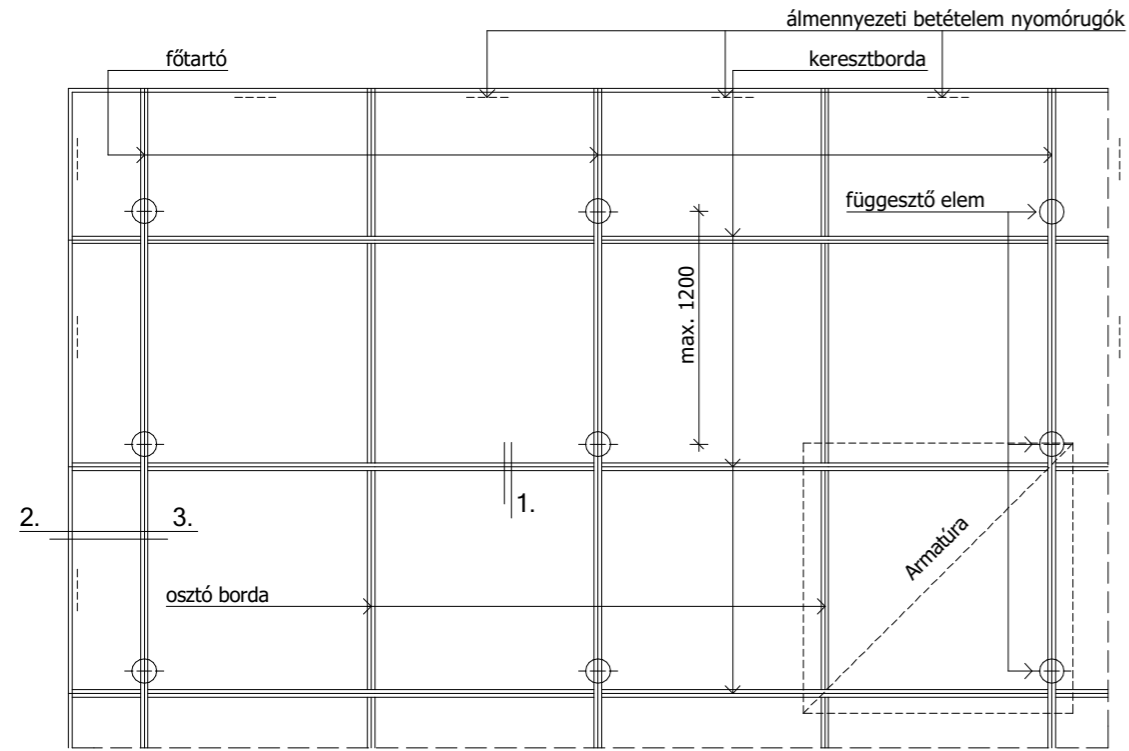 álmennyezeti betételem nyomórugók
főtartó
keresztborda
függesztő elem
max. 1200
1.
2.
3.
Armatúra
osztó borda